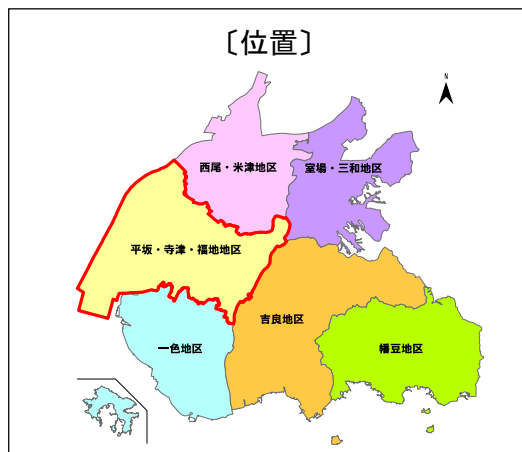 〔位置〕
N
西尾・米津地区
室場・三和地区
平坂・寺津・福地地区
吉良地区
一色地区
幡豆地区